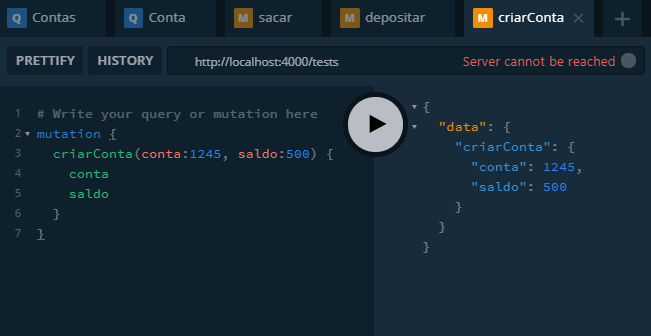 Q Contas Q Conta M sacar M depositar M criarConta × +
PRETTIFY HISTORY http://localhost:4000/tests Server cannot be reached
1 # Write your query or mutation here
2 mutation {
3 criarConta(conta:1245, saldo:500) {
4 conta
5 saldo
6 }
7 }
{
"data": {
"criarConta": {
"conta": 1245,
"saldo": 500
}
}
}